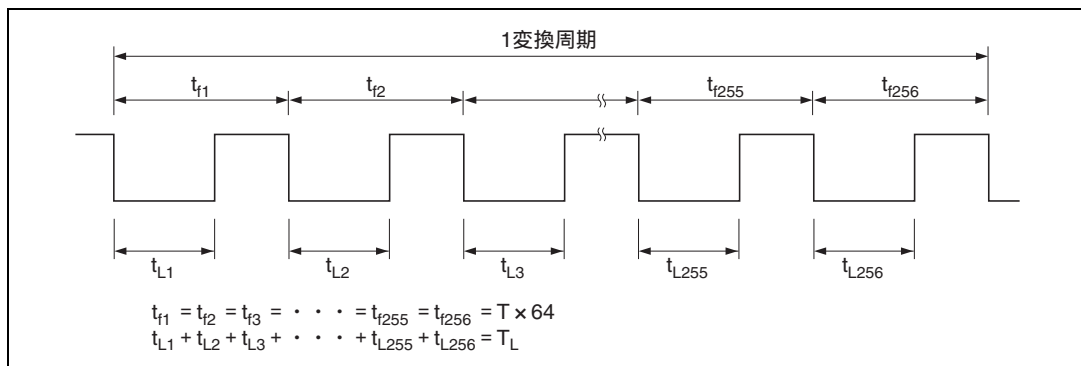 1変換周期
tf1 tf2 tf255 tf256
tL1 tL2 tL3 tL255 tL256
tf1 = tf2 = tf3 = ・ ・ ・ = tf255 = tf256 = T × 64
tL1 + tL2 + tL3 + ・ ・ ・ + tL255 + tL256 = TL